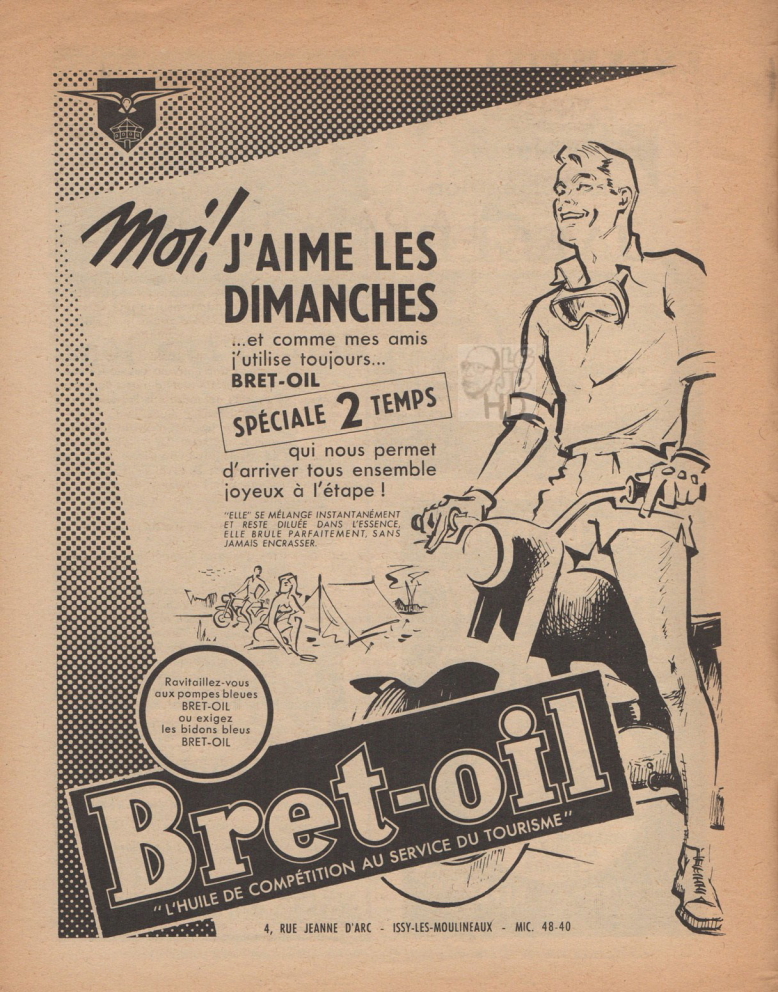 Moi! J'AIME LES
DIMANCHES
...et comme mes amis
j'utilise toujours...
BRET-OIL
SPÉCIALE 2 TEMPS
qui nous permet
d'arriver tous ensemble
joyeux à l'étape !
"ELLE" SE MÉLANGE INSTANTANÉMENT
ET RESTE DILUÉE DANS L'ESSENCE,
ELLE BRULE PARFAITEMENT, SANS
JAMAIS ENCRASSER.
Ravitaillez-vous
aux pompes bleues
BRET-OIL
ou exigez
les bidons bleus
BRET-OIL
Bret-oil
"L'HUILE DE COMPÉTITION AU SERVICE DU TOURISME"
4, RUE JEANNE D'ARC - ISSY-LES-MOULINEAUX - MIC. 48-40